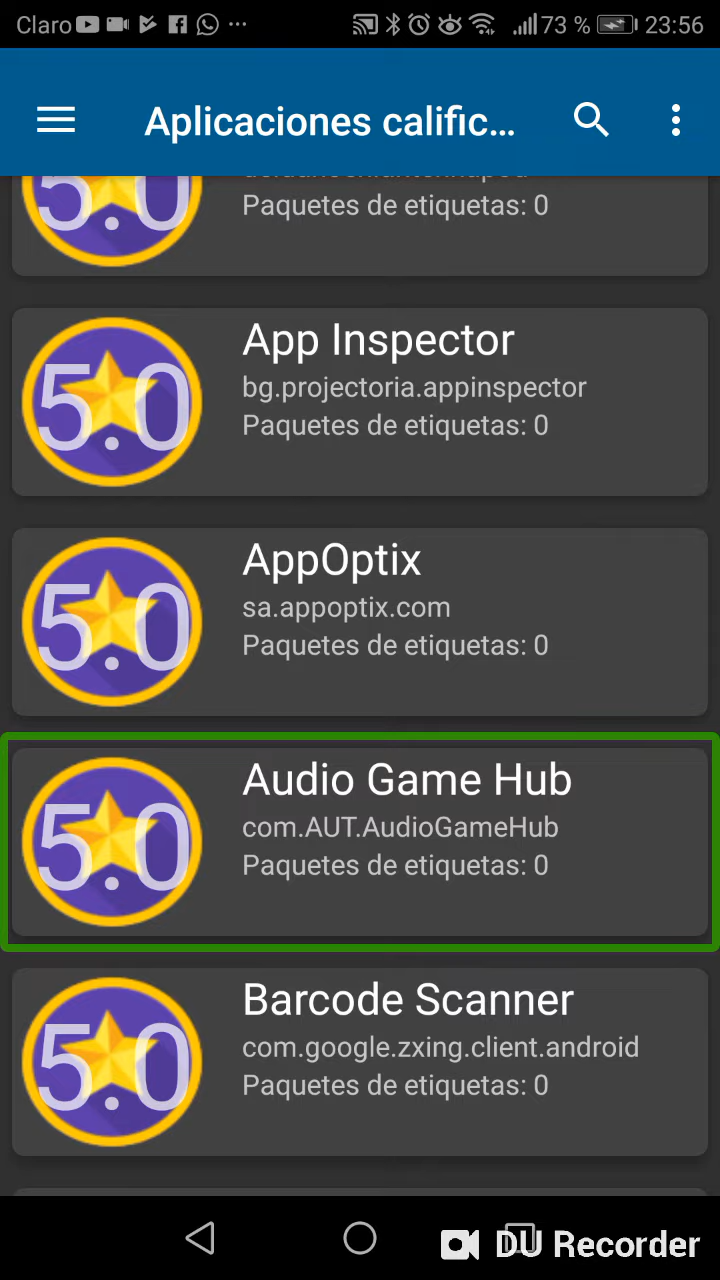 Claro ... 73 % 23:56
Aplicaciones calific...
5.0
Paquetes de etiquetas: 0
5.0
App Inspector
bg.projectoria.appinspector
Paquetes de etiquetas: 0
5.0
AppOptix
sa.appoptix.com
Paquetes de etiquetas: 0
5.0
Audio Game Hub
com.AUT.AudioGameHub
Paquetes de etiquetas: 0
5.0
Barcode Scanner
com.google.zxing.client.android
Paquetes de etiquetas: 0
DU Recorder